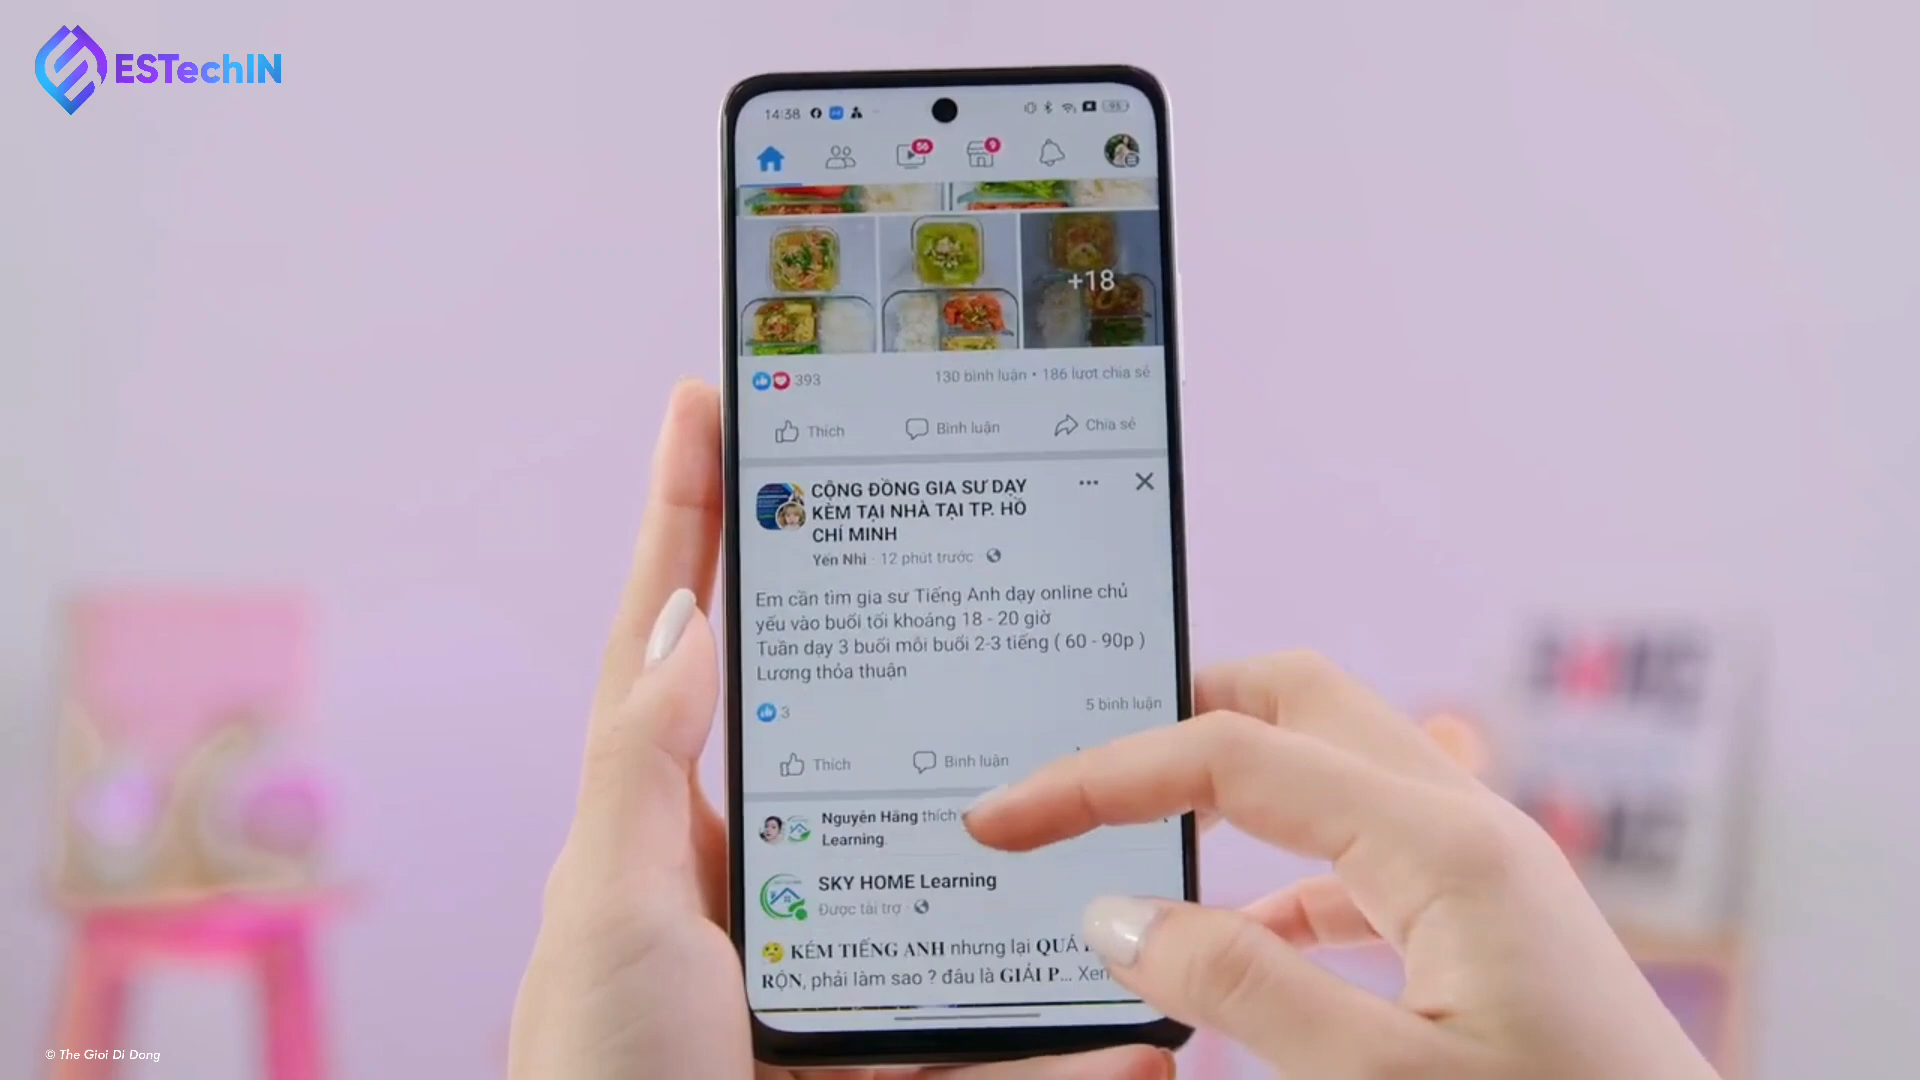 ESTechIN
14:38
95
56
9
+18
393
130 bình luận • 186 lượt chia sẻ
Thích
Bình luận
Chia sẻ
CỘNG ĐỒNG GIA SƯ DẠY
KÈM TẠI NHÀ TẠI TP. HỒ
CHÍ MINH
Yến Nhi · 12 phút trước
Em cần tìm gia sư Tiếng Anh dạy online chủ
yếu vào buổi tối khoảng 18 - 20 giờ
Tuần dạy 3 buổi mỗi buổi 2-3 tiếng ( 60 - 90p )
Lương thỏa thuận
3
5 bình luận
Thích
Bình luận
Nguyễn Hằng thích
Learning
SKY HOME Learning
Được tài trợ
KÉM TIẾNG ANH nhưng lại QUÁ
RỘN, phải làm sao ? đâu là GIẢI P... Xem
© The Gioi Di Dong